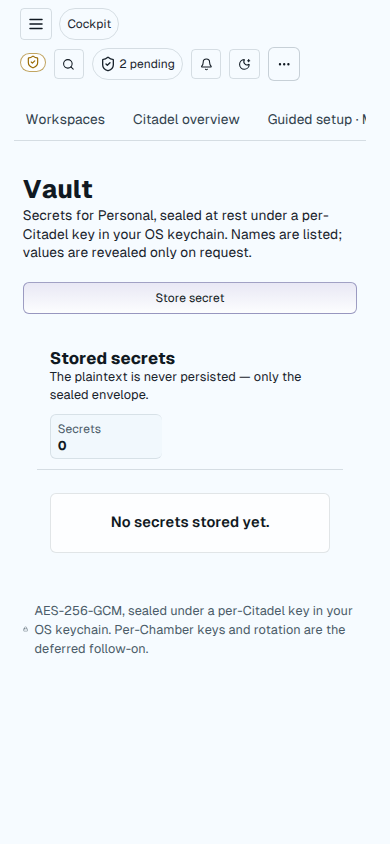 Cockpit
2 pending
Workspaces Citadel overview Guided setup ·
Vault
Secrets for Personal, sealed at rest under a per-
Citadel key in your OS keychain. Names are listed;
values are revealed only on request.
Store secret
Stored secrets
The plaintext is never persisted — only the
sealed envelope.
Secrets
0
No secrets stored yet.
AES-256-GCM, sealed under a per-Citadel key in your
OS keychain. Per-Chamber keys and rotation are the
deferred follow-on.